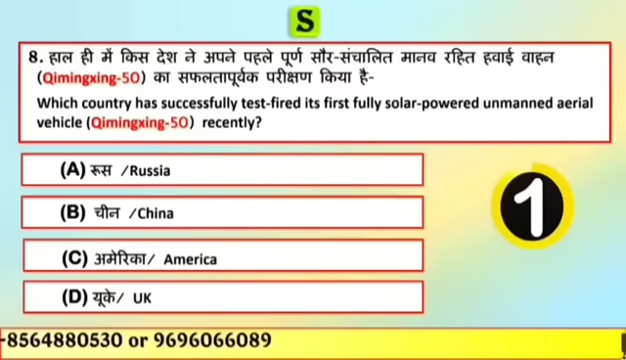 S
8. हाल ही में किस देश ने अपने पहले पूर्ण सौर-संचालित मानव रहित हवाई वाहन
(Qimingxing-50) का सफलतापूर्वक परीक्षण किया है-
Which country has successfully test-fired its first fully solar-powered unmanned aerial
vehicle (Qimingxing-50) recently?
(A) रूस /Russia
(B) चीन /China
(C) अमेरिका/ America
(D) यूके/ UK
1
-8564880530 or 9696066089